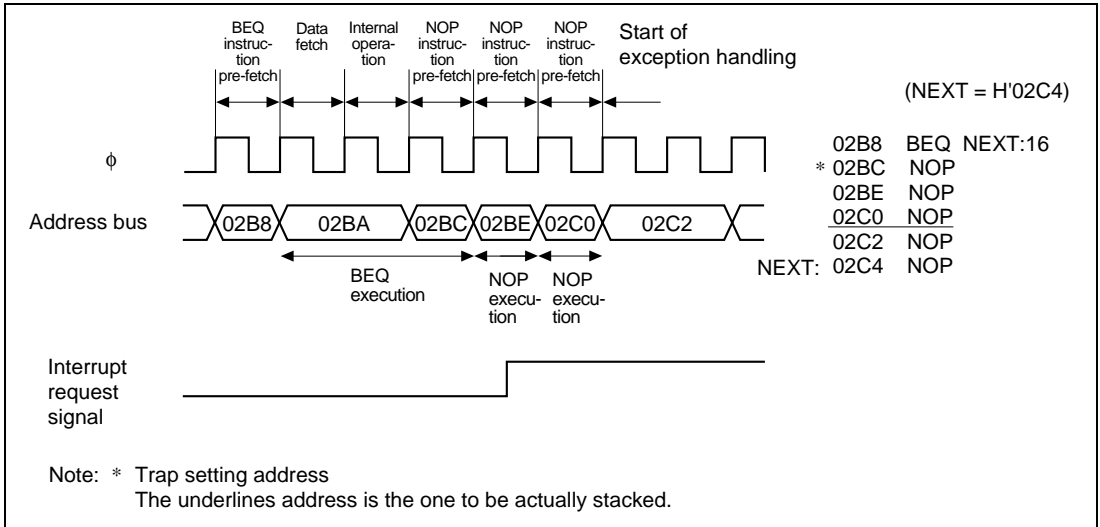 BEQ instruc-tion pre-fetch
Data fetch
Internal opera-tion
NOP instruc-tion pre-fetch
NOP instruc-tion pre-fetch
NOP instruc-tion pre-fetch
Start of
exception handling
(NEXT = H'02C4)
φ
Address bus
02B8 02BA 02BC 02BE 02C0 02C2
BEQ
execution
NOP
execu-
tion
NOP
execu-
tion
02B8 BEQ NEXT:16
* 02BC NOP
02BE NOP
02C0 NOP
02C2 NOP
NEXT: 02C4 NOP
Interrupt
request
signal
Note: * Trap setting address
The underlines address is the one to be actually stacked.